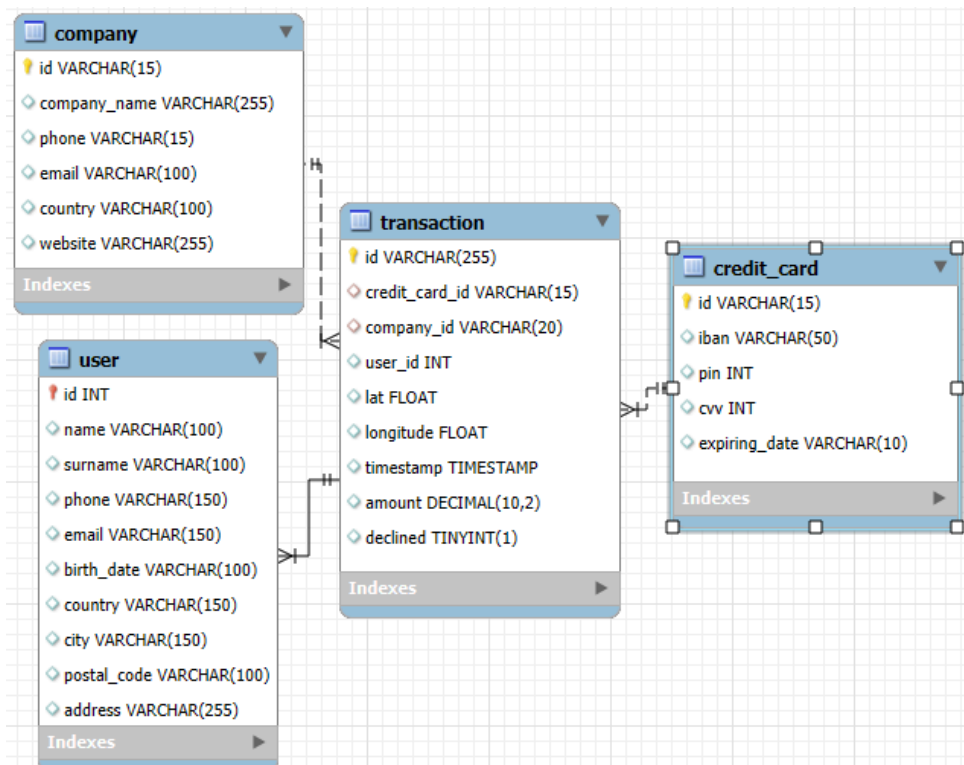 company
id VARCHAR(15)
company_name VARCHAR(255)
phone VARCHAR(15)
email VARCHAR(100)
country VARCHAR(100)
website VARCHAR(255)
Indexes
user
id INT
name VARCHAR(100)
surname VARCHAR(100)
phone VARCHAR(150)
email VARCHAR(150)
birth_date VARCHAR(100)
country VARCHAR(150)
city VARCHAR(150)
postal_code VARCHAR(100)
address VARCHAR(255)
Indexes
transaction
id VARCHAR(255)
credit_card_id VARCHAR(15)
company_id VARCHAR(20)
user_id INT
lat FLOAT
longitude FLOAT
timestamp TIMESTAMP
amount DECIMAL(10,2)
declined TINYINT(1)
Indexes
credit_card
id VARCHAR(15)
iban VARCHAR(50)
pin INT
cvv INT
expiring_date VARCHAR(10)
Indexes